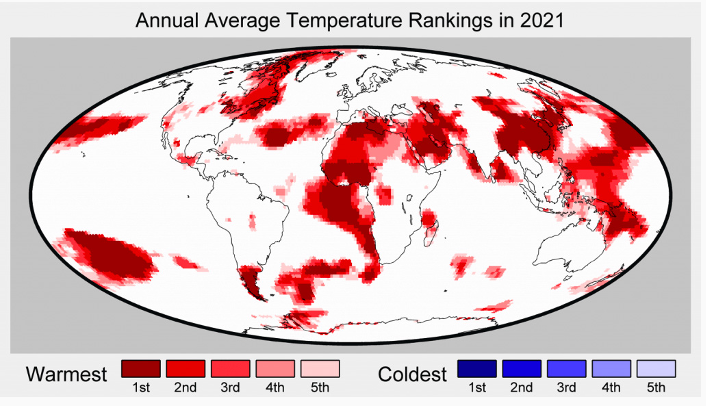 Annual Average Temperature Rankings in 2021
Warmest 1st 2nd 3rd 4th 5th
Coldest 1st 2nd 3rd 4th 5th